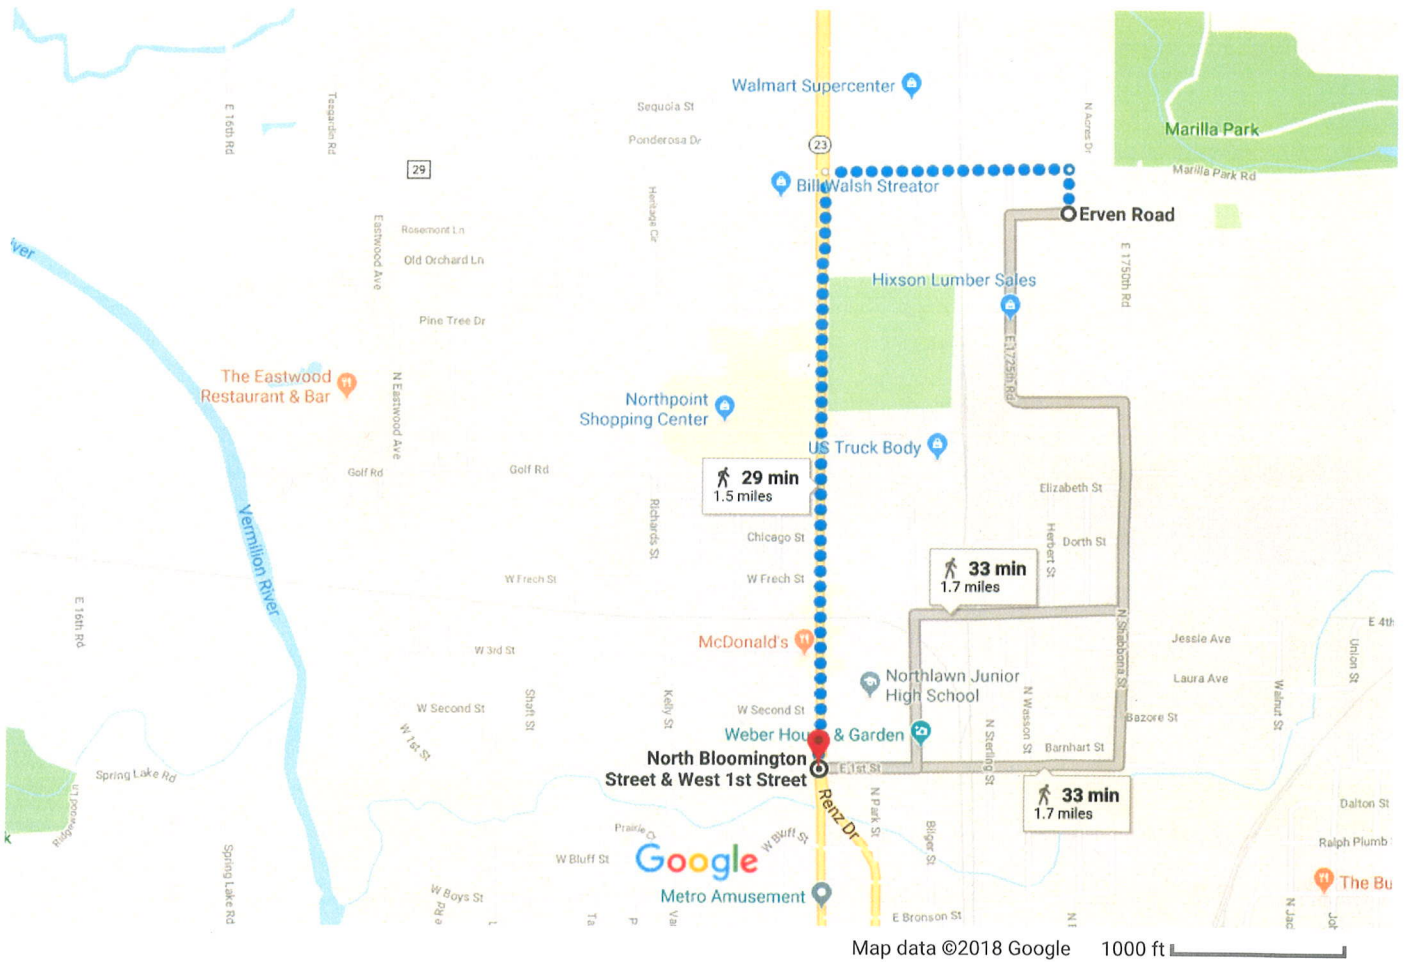 Walmart Supercenter
Sequoia St
Ponderosa Dr
E 16th Rd
Teegardin Rd
N Acres Dr
Marilla Park
Marilla Park Rd
23
29
Bill Walsh Streator
Erven Road
Heritage Cir
Eastwood Ave
Rosemont Ln
Old Orchard Ln
E 1750th Rd
Hixson Lumber Sales
Pine Tree Dr
E 1725th Rd
The Eastwood
Restaurant & Bar
N Eastwood Ave
Northpoint
Shopping Center
US Truck Body
Golf Rd
Golf Rd
29 min
1.5 miles
Elizabeth St
Richards St
Chicago St
Herbert St
Dorth St
Vermilion River
W Frech St
W Frech St
33 min
1.7 miles
E 16th Rd
McDonald's
W 3rd St
N Shabbona St
Jessie Ave
E 4th
Union St
Northlawn Junior
High School
Laura Ave
Walnut St
W Second St
Shaft St
Kelly St
W Second St
N Wasson St
Bazore St
W 1st St
Weber House & Garden
N Sterling St
Barnhart St
North Bloomington
Street & West 1st Street
E 1st St
Spring Lake Rd
Ridgewood Ln
33 min
1.7 miles
Renz Dr
N Park St
Bilger St
Dalton St
Prairie C
W Bluff St
Ralph Plumb
W Bluff St
Google
Spring Lake Rd
The Bu
W Boys St
Metro Amusement
E Bronson St
N Jac
Map data ©2018 Google
1000 ft